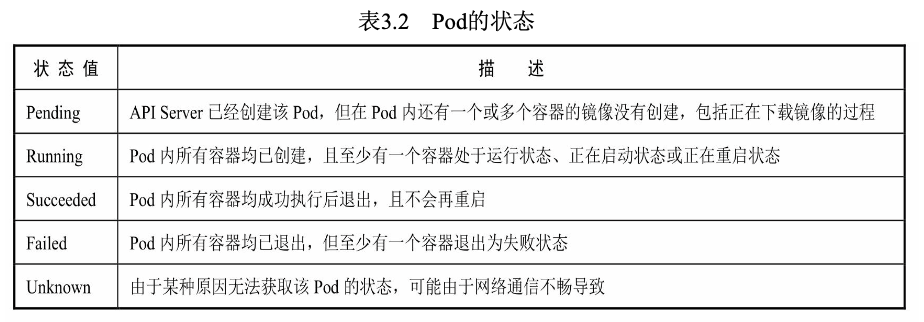 表3.2 Pod的状态
状态值 描述
Pending API Server 已经创建该 Pod，但在 Pod 内还有一个或多个容器的镜像没有创建，包括正在下载镜像的过程
Running Pod 内所有容器均已创建，且至少有一个容器处于运行状态、正在启动状态或正在重启状态
Succeeded Pod 内所有容器均成功执行后退出，且不会再重启
Failed Pod 内所有容器均已退出，但至少有一个容器退出为失败状态
Unknown 由于某种原因无法获取该 Pod 的状态，可能由于网络通信不畅导致